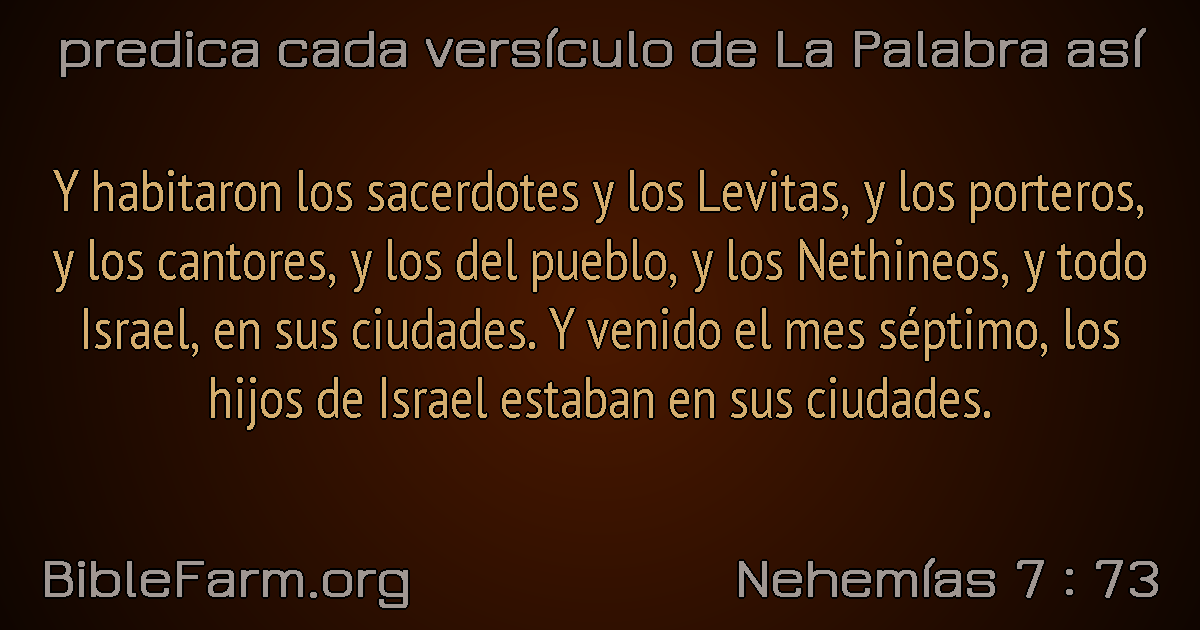 predica cada versículo de La Palabra así
Y habitaron los sacerdotes y los Levitas, y los porteros,
y los cantores, y los del pueblo, y los Nethineos, y todo
Israel, en sus ciudades. Y venido el mes séptimo, los
hijos de Israel estaban en sus ciudades.
BibleFarm.org
Nehemías 7 : 73